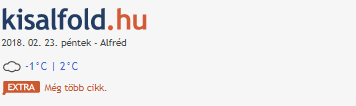 kisalfold.hu
2018. 02. 23. péntek - Alfréd
-1°C | 2°C
EXTRA Még több cikk.